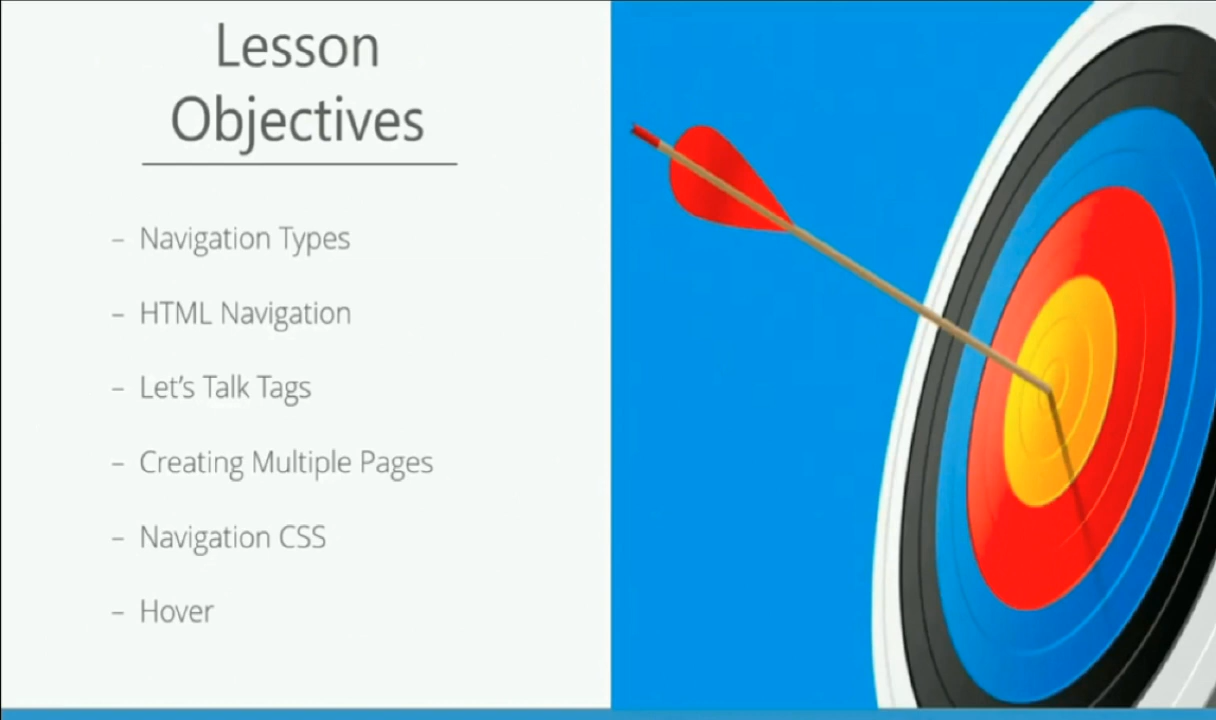 Lesson
Objectives
– Navigation Types
– HTML Navigation
– Let’s Talk Tags
– Creating Multiple Pages
– Navigation CSS
– Hover